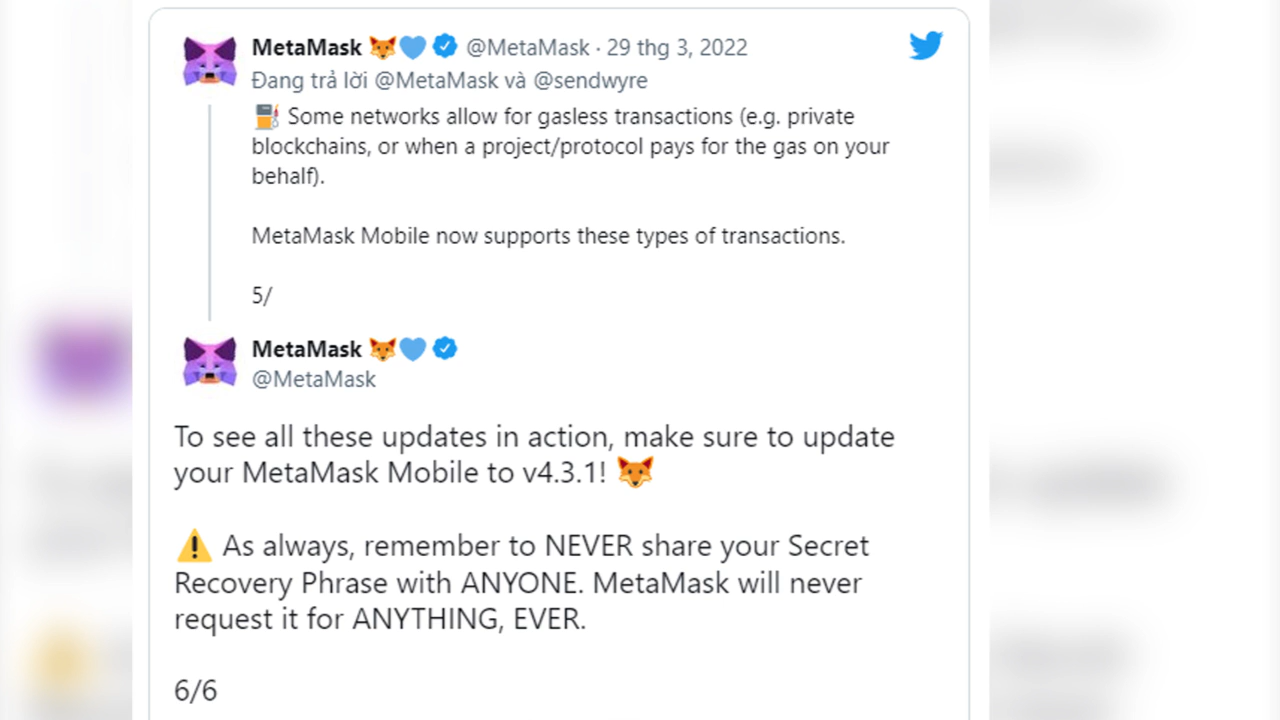 MetaMask 🦊💙 @MetaMask · 29 thg 3, 2022
Đang trả lời @MetaMask và @sendwyre
⛽ Some networks allow for gasless transactions (e.g. private
blockchains, or when a project/protocol pays for the gas on your
behalf).
MetaMask Mobile now supports these types of transactions.
5/
MetaMask 🦊💙
@MetaMask
To see all these updates in action, make sure to update
your MetaMask Mobile to v4.3.1! 🦊
⚠️ As always, remember to NEVER share your Secret
Recovery Phrase with ANYONE. MetaMask will never
request it for ANYTHING, EVER.
6/6